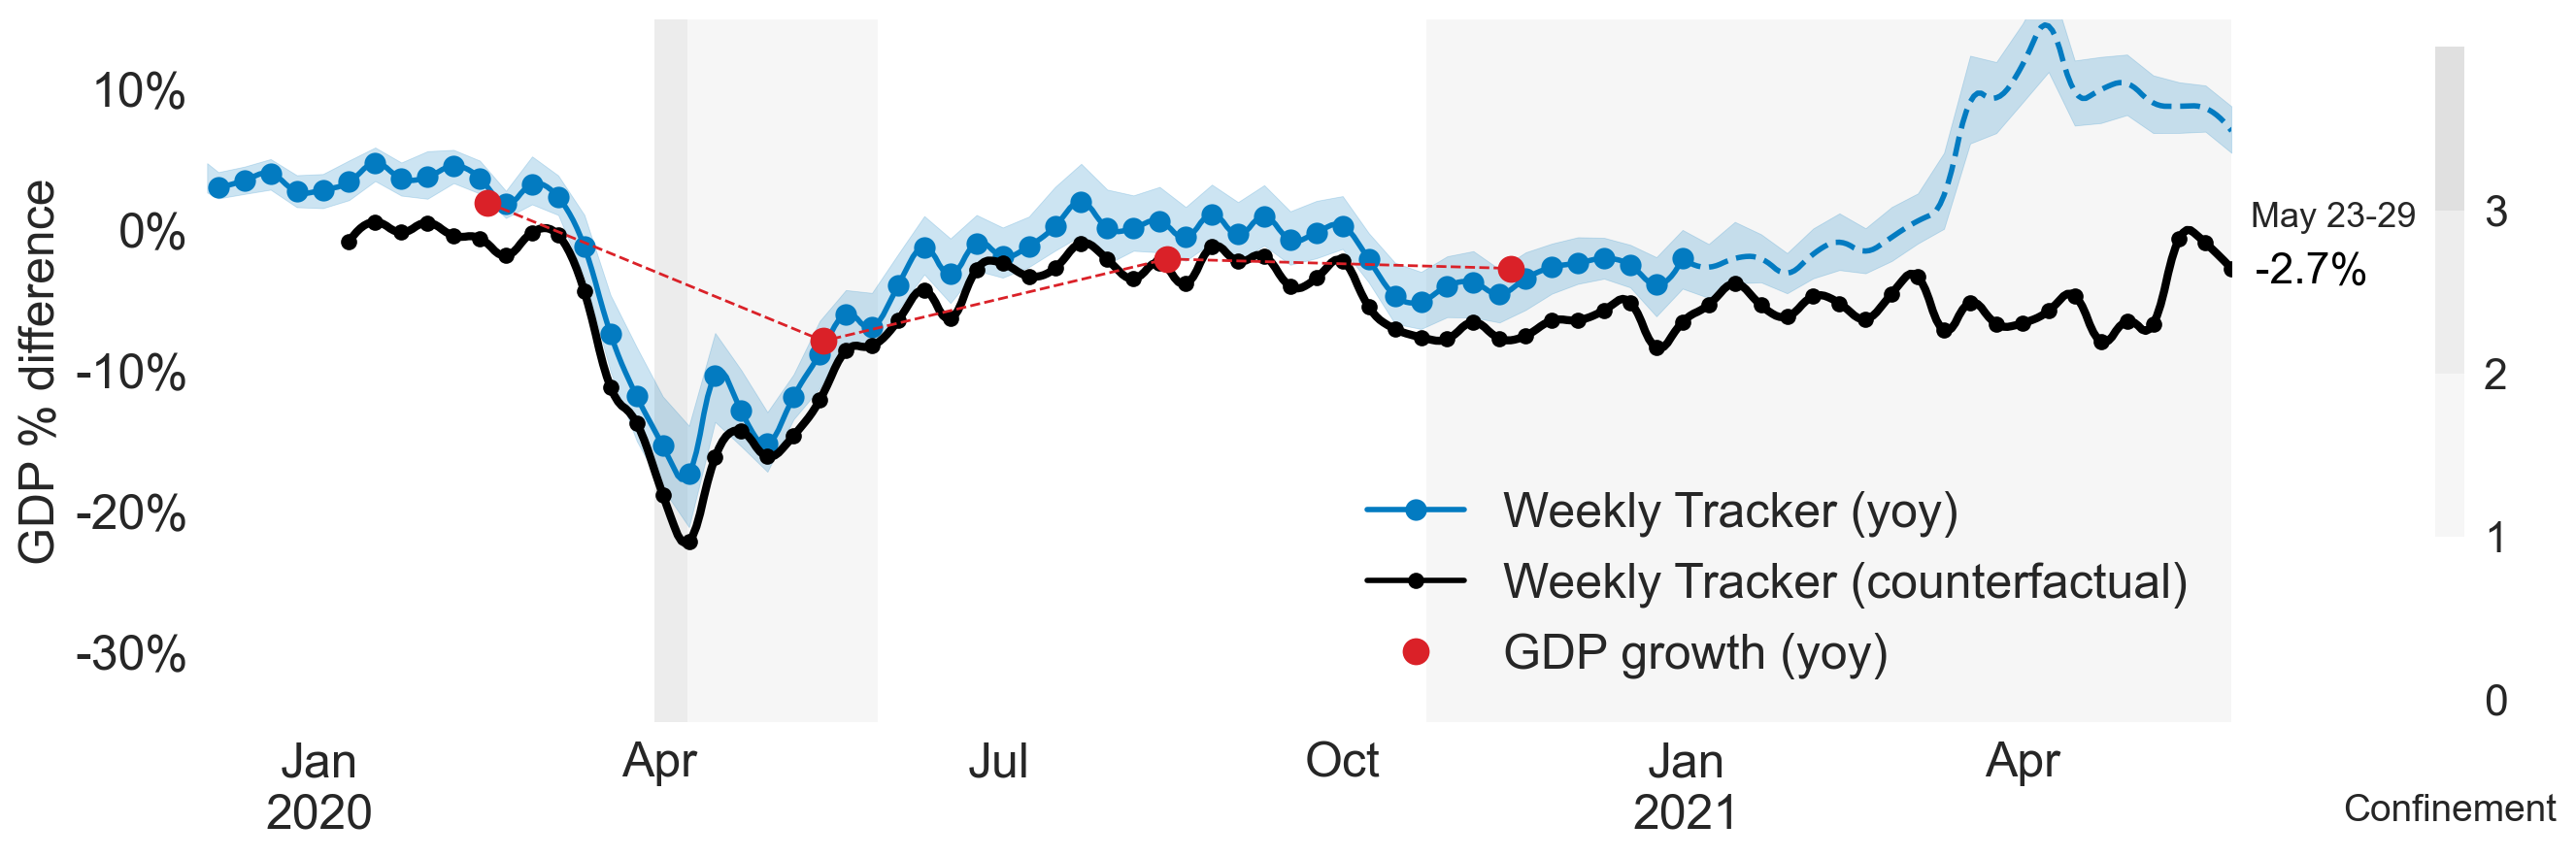 GDP % difference
10%
0%
-10%
-20%
-30%
May 23-29
-2.7%
Weekly Tracker (yoy)
Weekly Tracker (counterfactual)
GDP growth (yoy)
3
2
1
0
Jan
2020
Apr
Jul
Oct
Jan
2021
Apr
Confinement